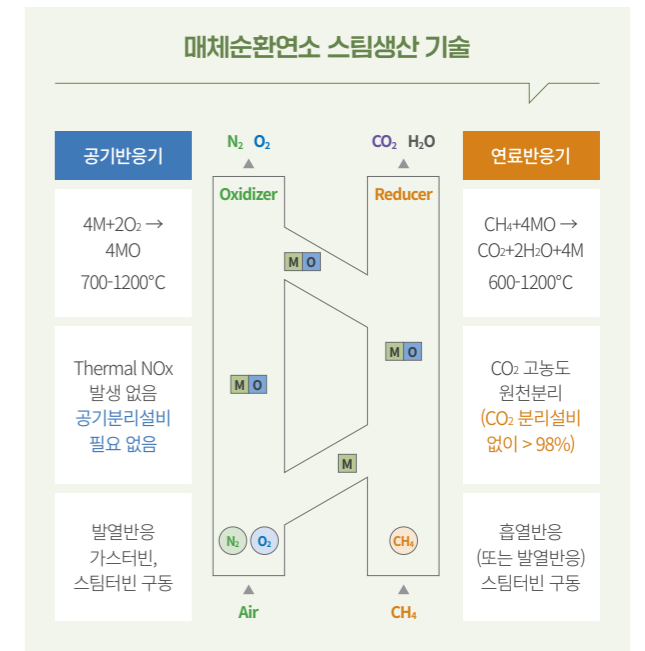 매체순환연소 스팀생산 기술
공기반응기
4M+2O₂ →
4MO
700-1200°C
Thermal NOx
발생 없음
공기분리설비
필요 없음
발열반응
가스터빈,
스팀터빈 구동
N₂ O₂
Oxidizer
M O
M O
N₂ O₂
Air
CO₂ H₂O
Reducer
M O
M
CH₄
CH₄
연료반응기
CH₄+4MO →
CO₂+2H₂O+4M
600-1200°C
CO₂ 고농도
원천분리
(CO₂ 분리설비
없이 > 98%)
흡열반응
(또는 발열반응)
스팀터빈 구동